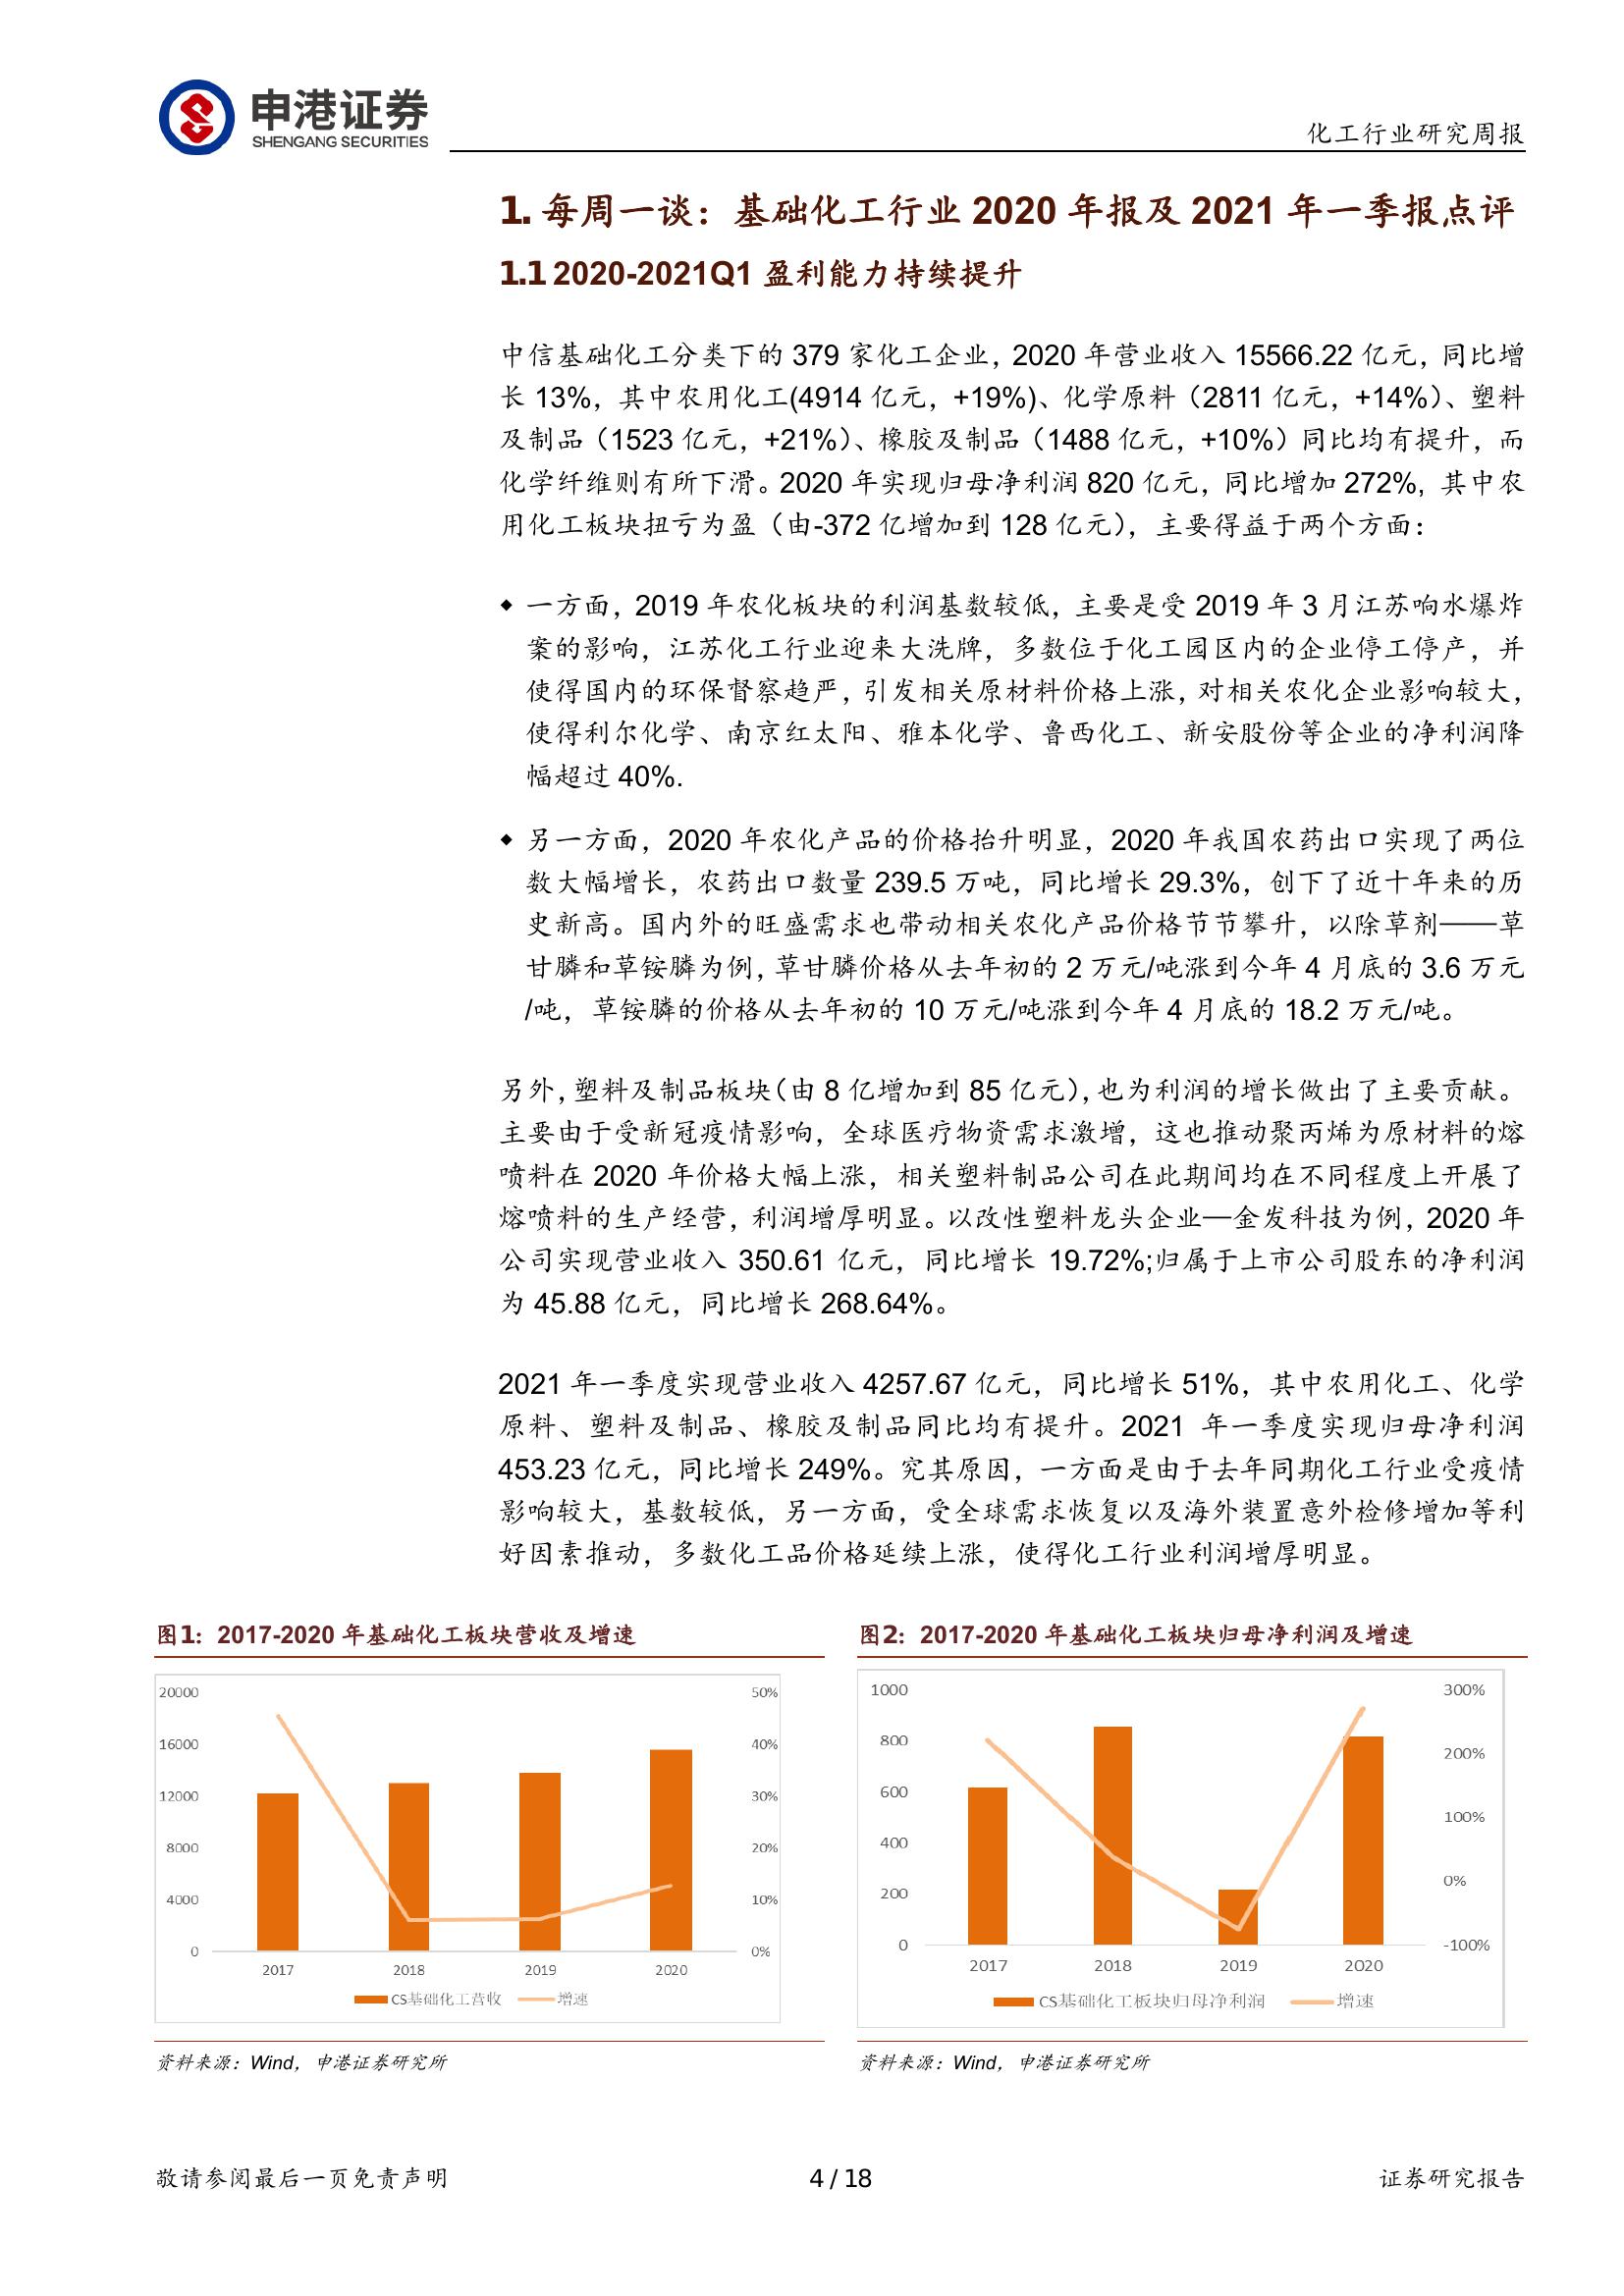 申港证券
SHENGANG SECURITIES
化工行业研究周报
1. 每周一谈：基础化工行业 2020 年报及 2021 年一季报点评
1.1 2020-2021Q1 盈利能力持续提升
中信基础化工分类下的 379 家化工企业，2020 年营业收入 15566.22 亿元，同比增
长 13%，其中农用化工(4914 亿元，+19%)、化学原料（2811 亿元，+14%）、塑料
及制品（1523 亿元，+21%）、橡胶及制品（1488 亿元，+10%）同比均有提升，而
化学纤维则有所下滑。2020 年实现归母净利润 820 亿元，同比增加 272%，其中农
用化工板块扭亏为盈（由-372 亿增加到 128 亿元），主要得益于两个方面：
◆ 一方面，2019 年农化板块的利润基数较低，主要是受 2019 年 3 月江苏响水爆炸
案的影响，江苏化工行业迎来大洗牌，多数位于化工园区内的企业停工停产，并
使得国内的环保督察趋严，引发相关原材料价格上涨，对相关农化企业影响较大，
使得利尔化学、南京红太阳、雅本化学、鲁西化工、新安股份等企业的净利润降
幅超过 40%.
◆ 另一方面，2020 年农化产品的价格抬升明显，2020 年我国农药出口实现了两位
数大幅增长，农药出口数量 239.5 万吨，同比增长 29.3%，创下了近十年来的历
史新高。国内外的旺盛需求也带动相关农化产品价格节节攀升，以除草剂——草
甘膦和草铵膦为例，草甘膦价格从去年初的 2 万元/吨涨到今年 4 月底的 3.6 万元
/吨，草铵膦的价格从去年初的 10 万元/吨涨到今年 4 月底的 18.2 万元/吨。
另外，塑料及制品板块（由 8 亿增加到 85 亿元），也为利润的增长做出了主要贡献。
主要由于受新冠疫情影响，全球医疗物资需求激增，这也推动聚丙烯为原材料的熔
喷料在 2020 年价格大幅上涨，相关塑料制品公司在此期间均在不同程度上开展了
熔喷料的生产经营，利润增厚明显。以改性塑料龙头企业—金发科技为例，2020 年
公司实现营业收入 350.61 亿元，同比增长 19.72%;归属于上市公司股东的净利润
为 45.88 亿元，同比增长 268.64%。
2021 年一季度实现营业收入 4257.67 亿元，同比增长 51%，其中农用化工、化学
原料、塑料及制品、橡胶及制品同比均有提升。2021 年一季度实现归母净利润
453.23 亿元，同比增长 249%。究其原因，一方面是由于去年同期化工行业受疫情
影响较大，基数较低，另一方面，受全球需求恢复以及海外装置意外检修增加等利
好因素推动，多数化工品价格延续上涨，使得化工行业利润增厚明显。
图1：2017-2020 年基础化工板块营收及增速
20000
16000
12000
8000
4000
0
50%
40%
30%
20%
10%
0%
2017 2018 2019 2020
CS基础化工营收 增速
资料来源：Wind，申港证券研究所
图2：2017-2020 年基础化工板块归母净利润及增速
1000
800
600
400
200
0
300%
200%
100%
0%
-100%
2017 2018 2019 2020
CS基础化工板块归母净利润 增速
资料来源：Wind，申港证券研究所
敬请参阅最后一页免责声明
4 / 18
证券研究报告